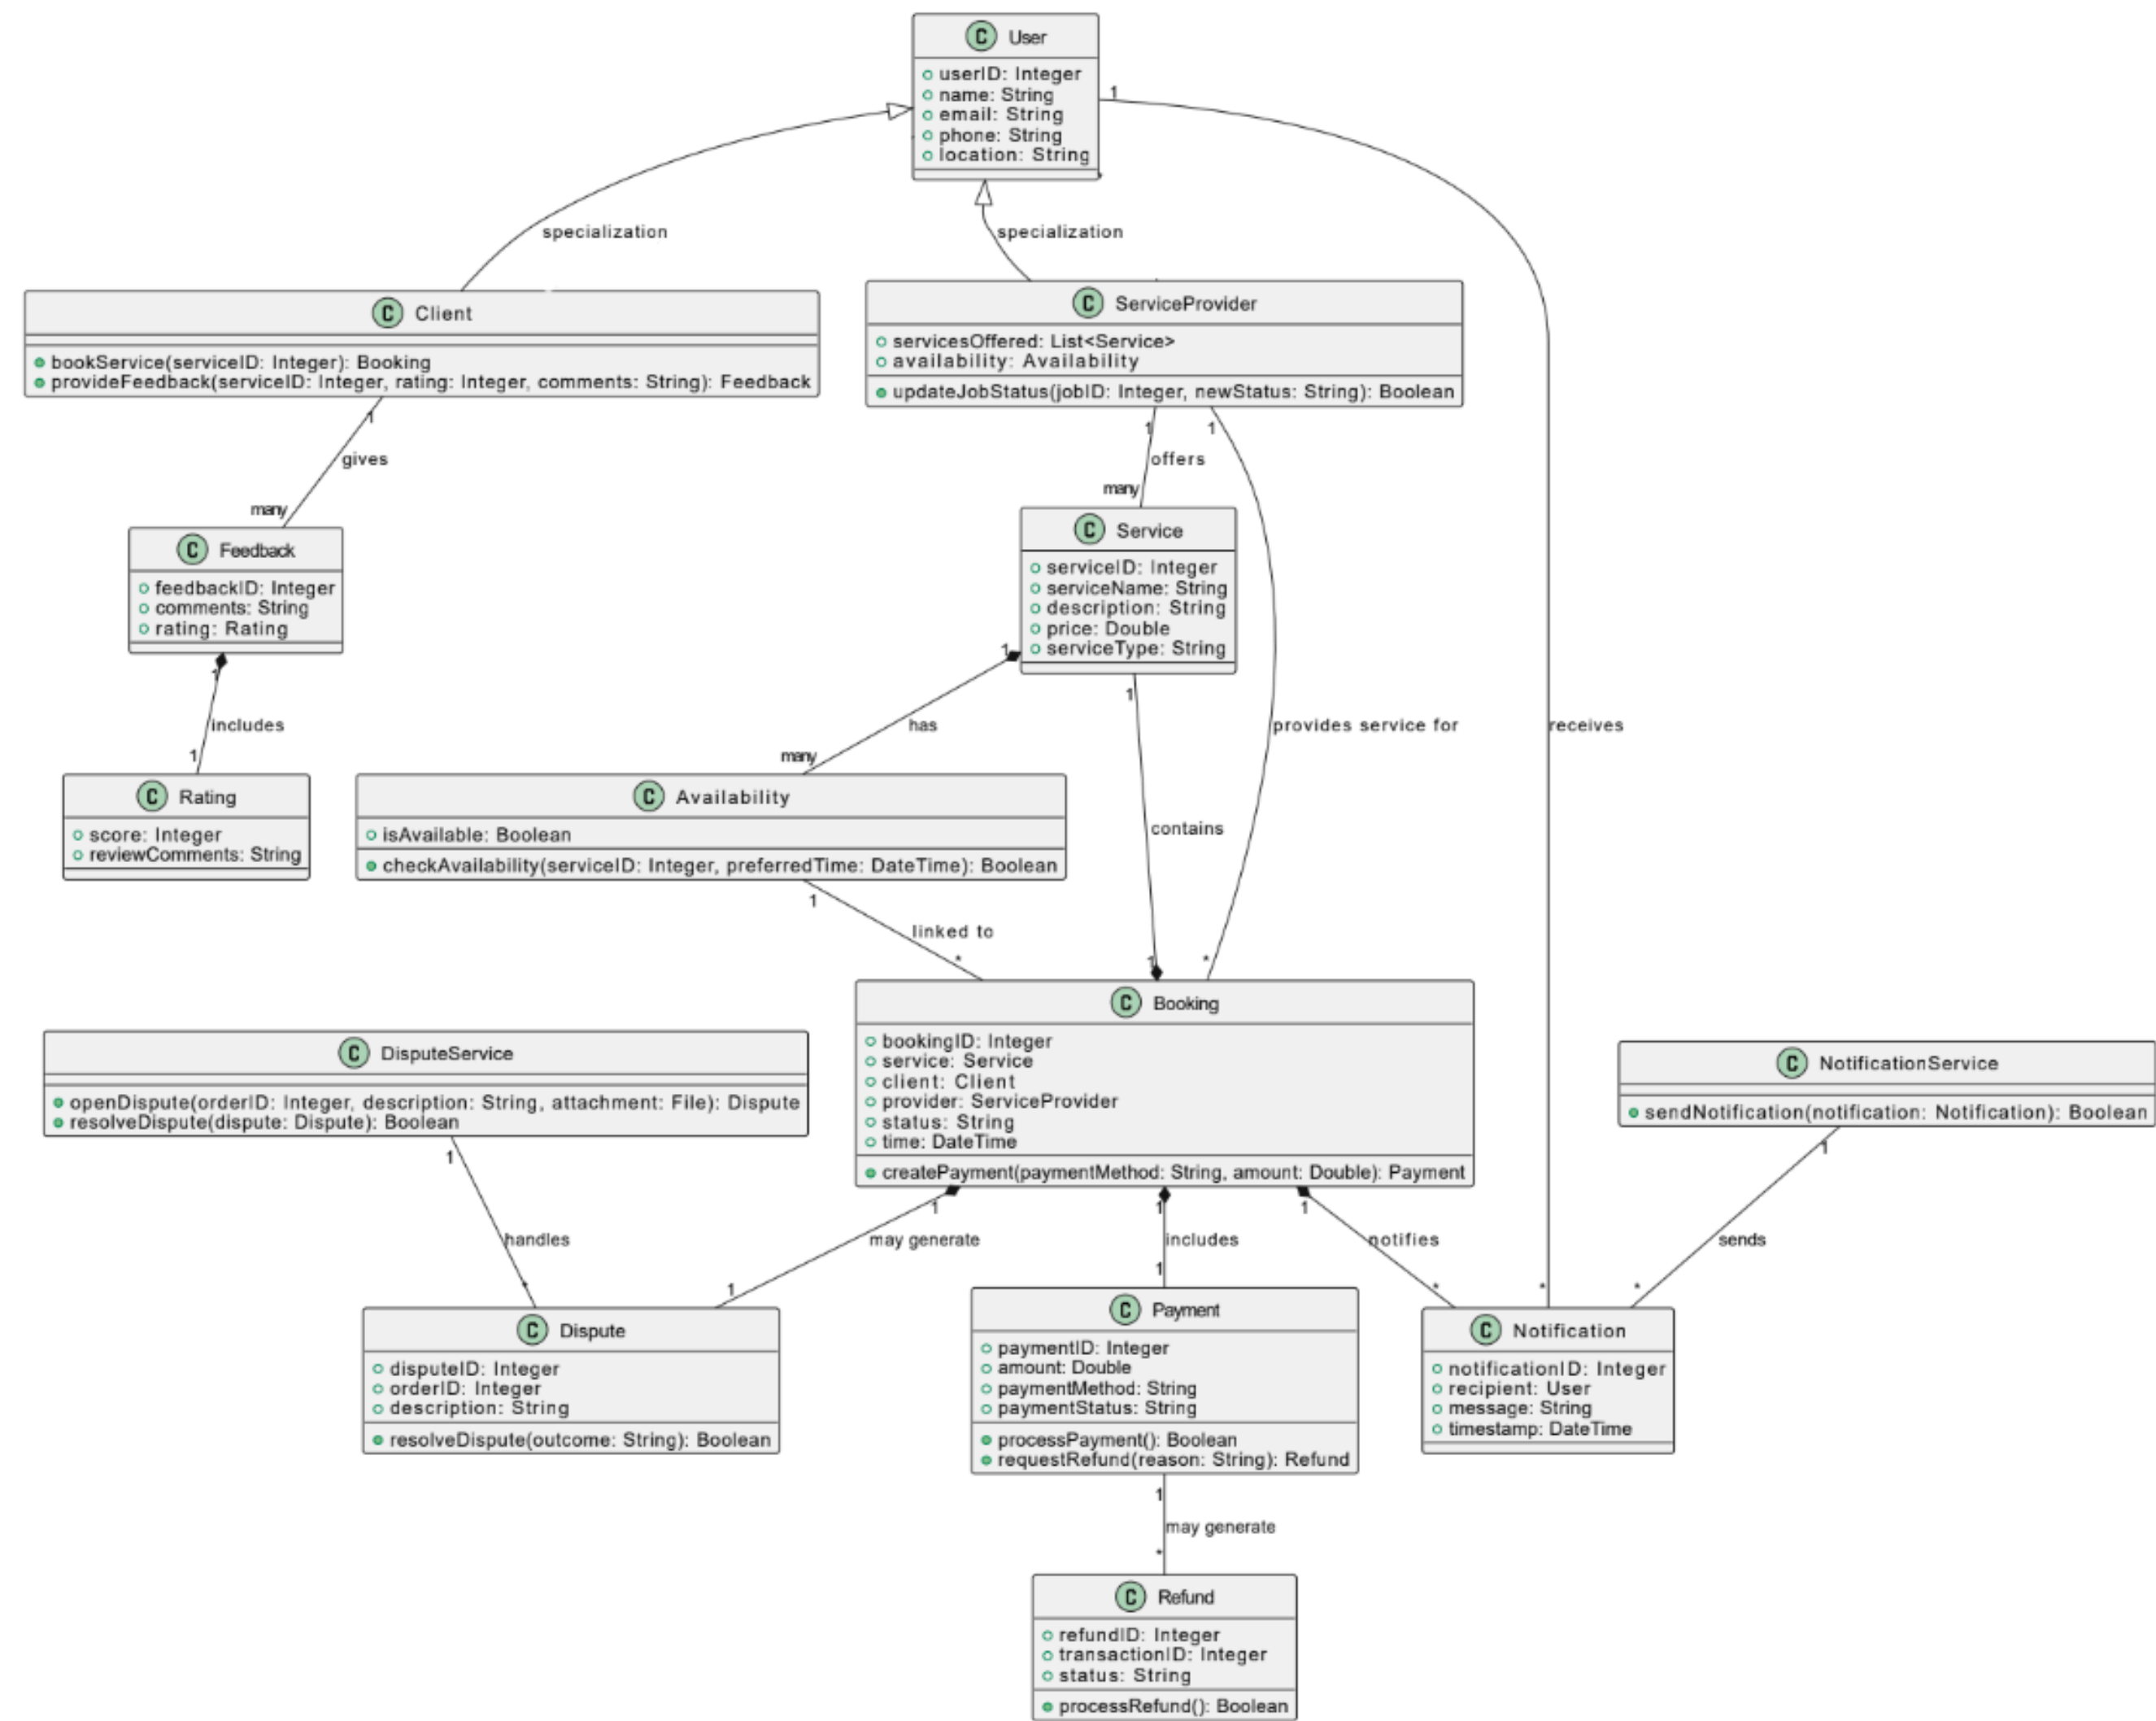 C User
userID: Integer
name: String
email: String
phone: String
location: String
1
specialization
specialization
C Client
bookService(serviceID: Integer): Booking
provideFeedback(serviceID: Integer, rating: Integer, comments: String): Feedback
C ServiceProvider
servicesOffered: List<Service>
availability: Availability
updateJobStatus(jobID: Integer, newStatus: String): Boolean
1
gives
many
1
offers
many
1
C Feedback
feedbackID: Integer
comments: String
rating: Rating
C Service
serviceID: Integer
serviceName: String
description: String
price: Double
serviceType: String
1
includes
1
1
has
many
1
contains
1
provides service for
*
receives
*
C Rating
score: Integer
reviewComments: String
C Availability
isAvailable: Boolean
checkAvailability(serviceID: Integer, preferredTime: DateTime): Boolean
1
linked to
*
C DisputeService
openDispute(orderID: Integer, description: String, attachment: File): Dispute
resolveDispute(dispute: Dispute): Boolean
C Booking
bookingID: Integer
service: Service
client: Client
provider: ServiceProvider
status: String
time: DateTime
createPayment(paymentMethod: String, amount: Double): Payment
C NotificationService
sendNotification(notification: Notification): Boolean
1
handles
*
1
may generate
1
1
includes
1
1
notifies
*
1
sends
*
C Dispute
disputeID: Integer
orderID: Integer
description: String
resolveDispute(outcome: String): Boolean
C Payment
paymentID: Integer
amount: Double
paymentMethod: String
paymentStatus: String
processPayment(): Boolean
requestRefund(reason: String): Refund
C Notification
notificationID: Integer
recipient: User
message: String
timestamp: DateTime
1
may generate
*
C Refund
refundID: Integer
transactionID: Integer
status: String
processRefund(): Boolean